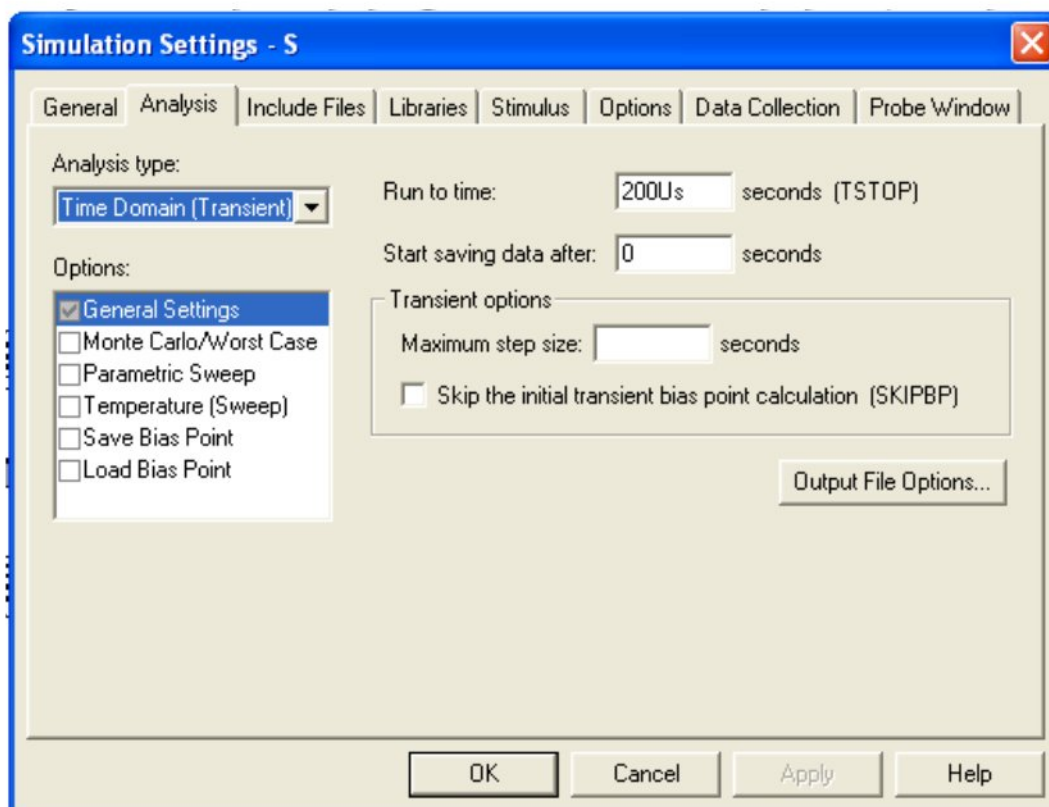 Simulation Settings - S
General Analysis Include Files Libraries Stimulus Options Data Collection Probe Window
Analysis type:
Time Domain (Transient)
Options:
General Settings
Monte Carlo/Worst Case
Parametric Sweep
Temperature (Sweep)
Save Bias Point
Load Bias Point
Run to time: 200Us seconds (TSTOP)
Start saving data after: 0 seconds
Transient options
Maximum step size: seconds
Skip the initial transient bias point calculation (SKIPBP)
Output File Options...
OK Cancel Apply Help